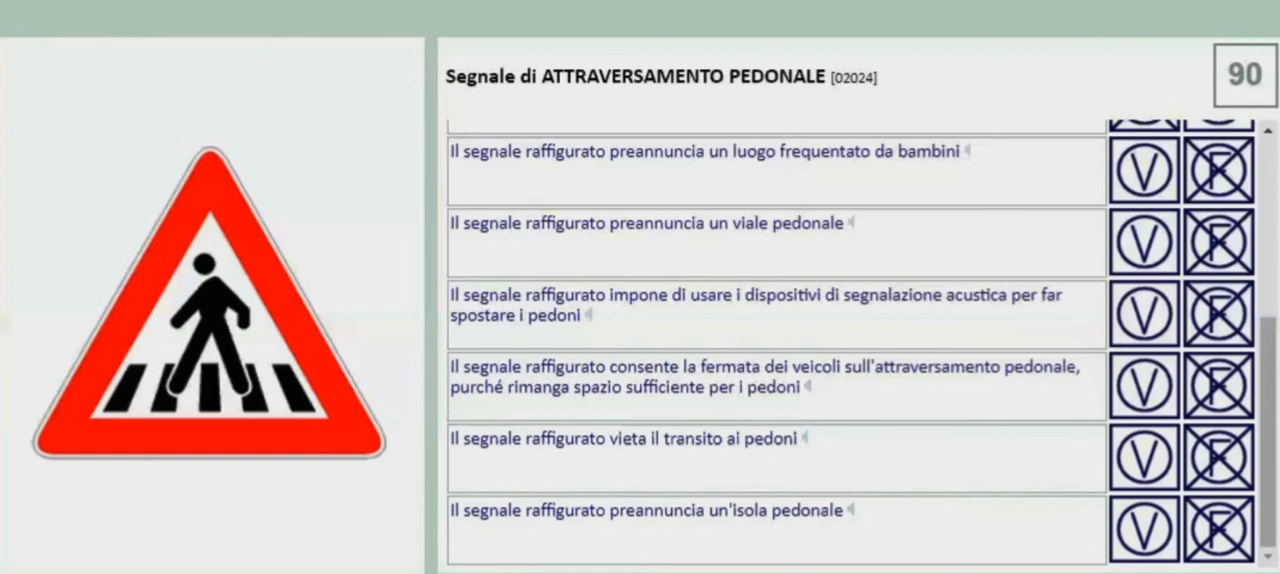 Segnale di ATTRAVERSAMENTO PEDONALE [02024]
90
Il segnale raffigurato preannuncia un luogo frequentato da bambini
V F
Il segnale raffigurato preannuncia un viale pedonale
V F
Il segnale raffigurato impone di usare i dispositivi di segnalazione acustica per far
spostare i pedoni
V F
Il segnale raffigurato consente la fermata dei veicoli sull'attraversamento pedonale,
purché rimanga spazio sufficiente per i pedoni
V F
Il segnale raffigurato vieta il transito ai pedoni
V F
Il segnale raffigurato preannuncia un'isola pedonale
V F